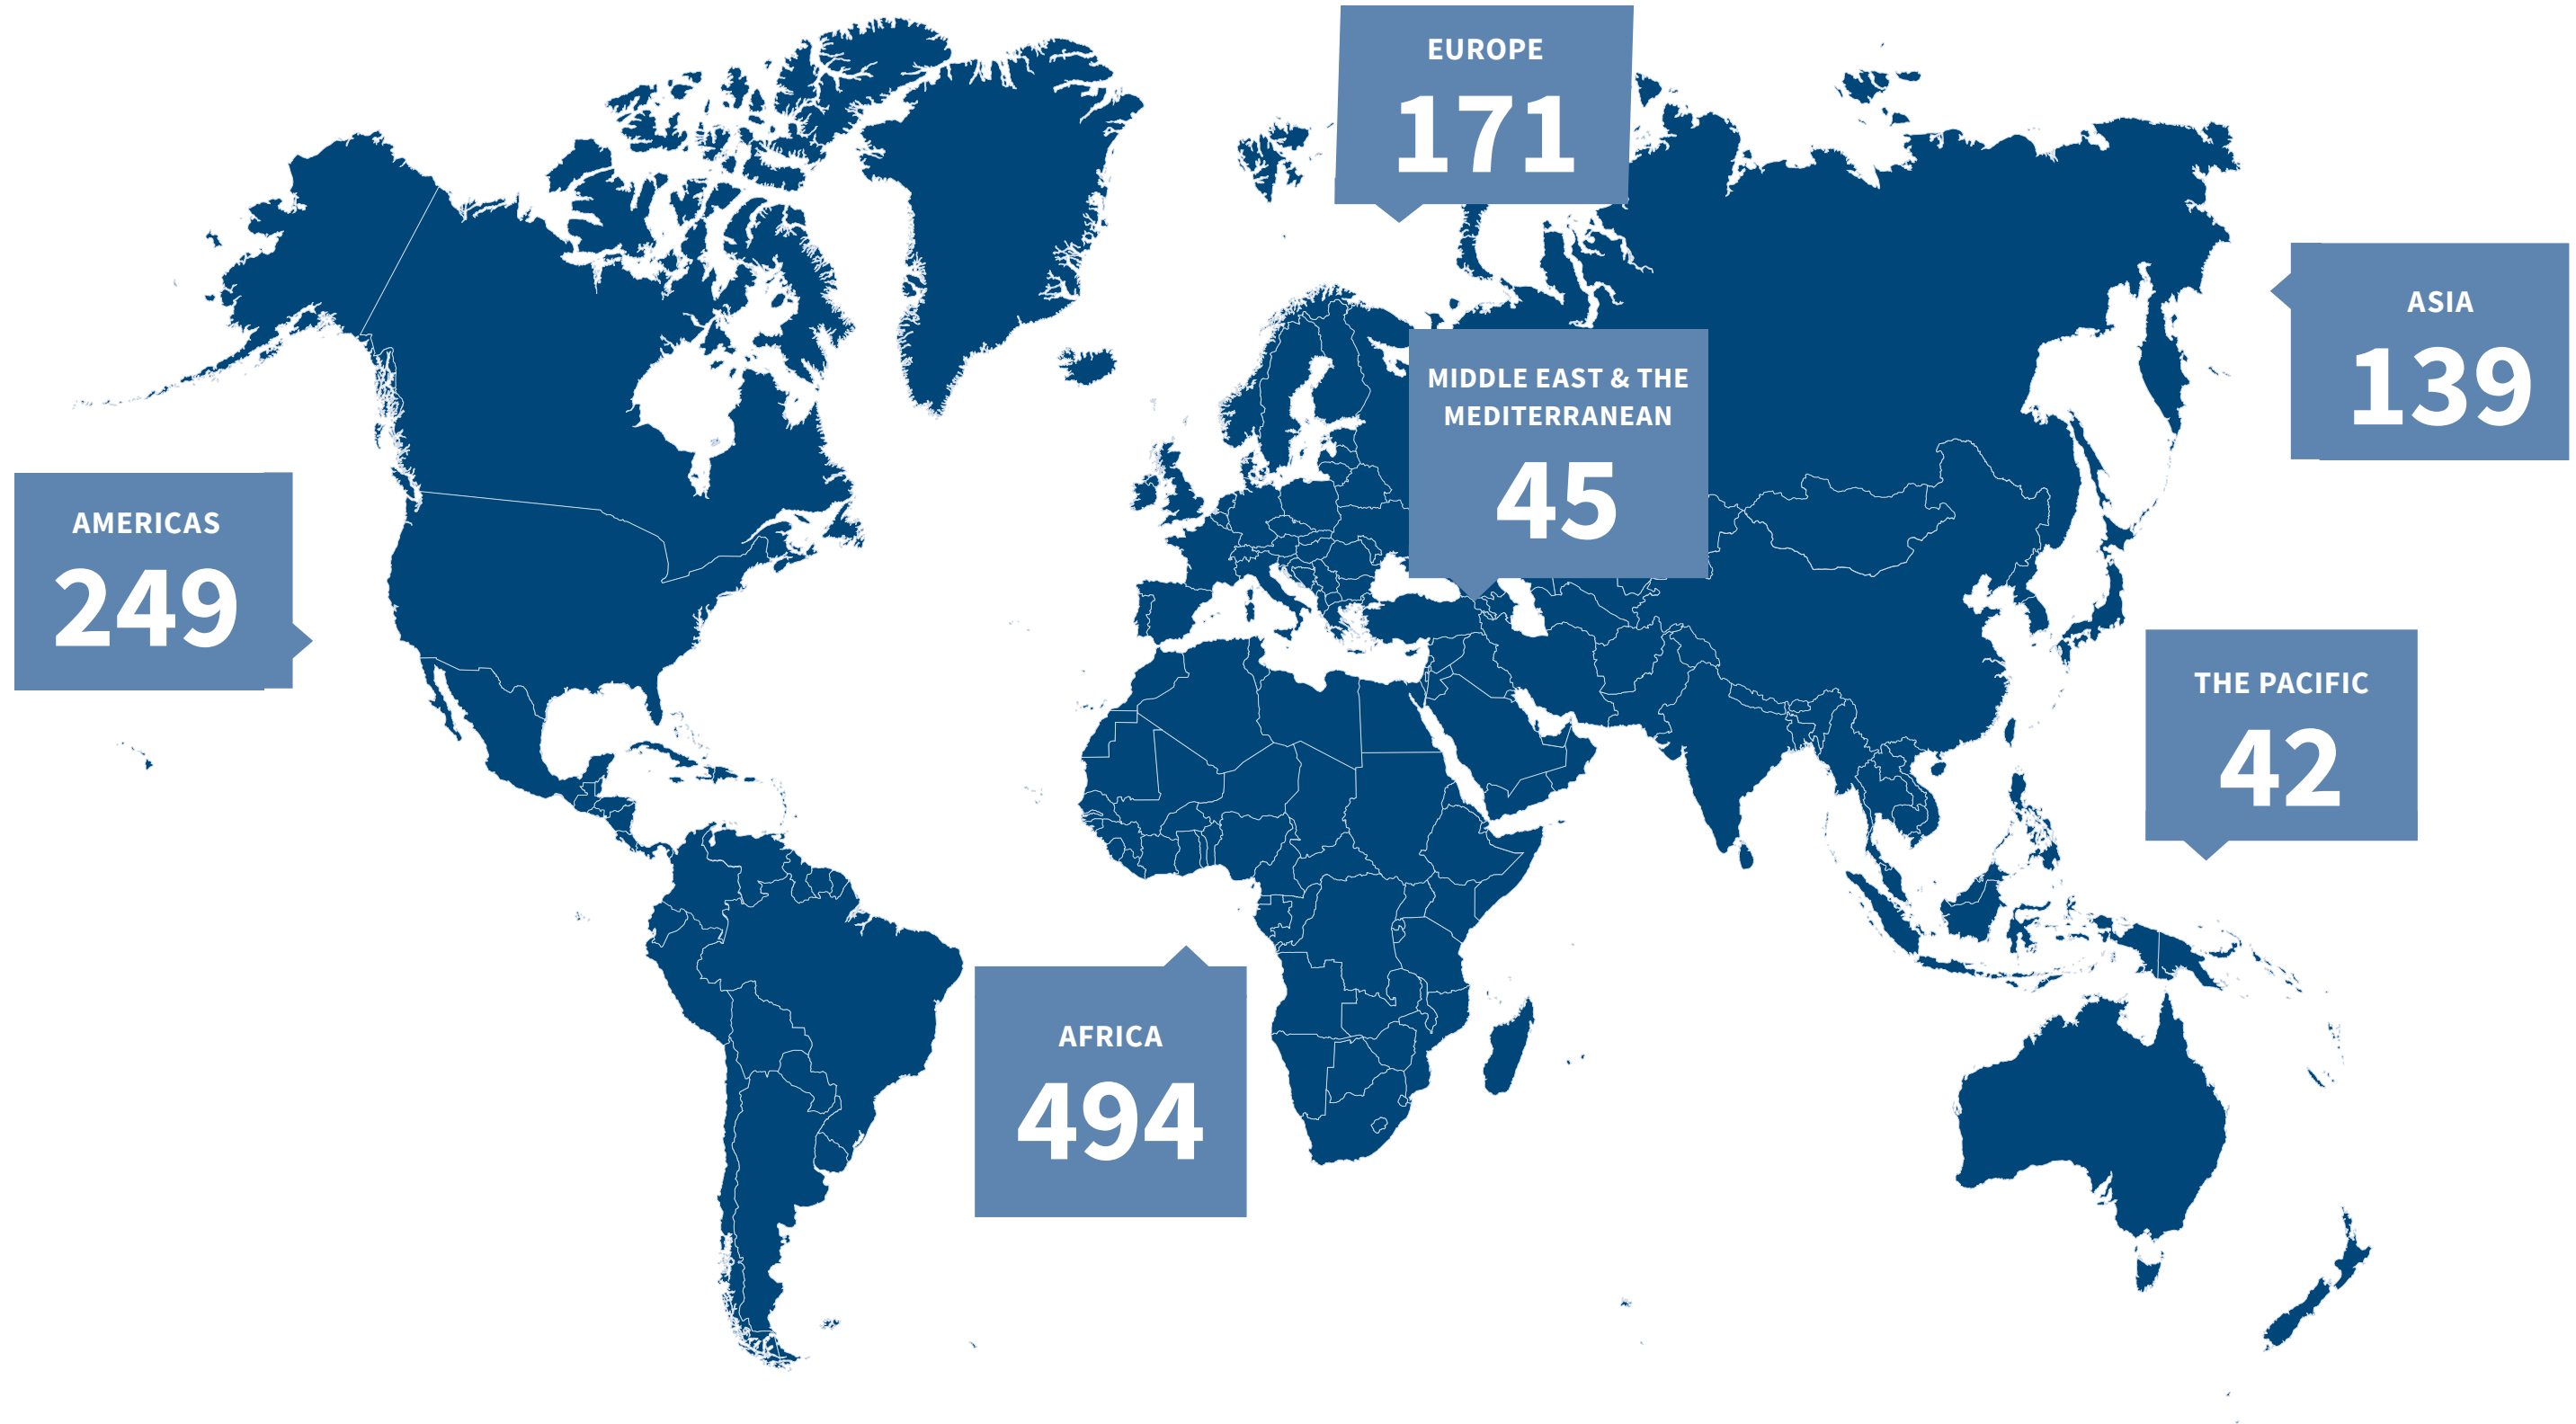 EUROPE
171
ASIA
139
MIDDLE EAST & THE
MEDITERRANEAN
45
AMERICAS
249
THE PACIFIC
42
AFRICA
494